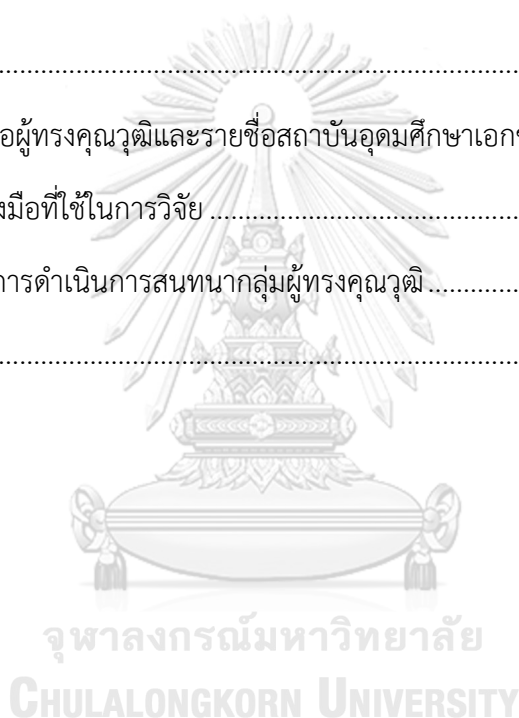 ................................................................................
อผู้ทรงคุณวุฒิและรายชื่อสถาบันอุดมศึกษาเอกช
งมือที่ใช้ในการวิจัย ................................................
การดำเนินการสนทนากลุ่มผู้ทรงคุณวุฒิ ..............
................................................................................
จุฬาลงกรณ์มหาวิทยาลัย
CHULALONGKORN UNIVERSITY